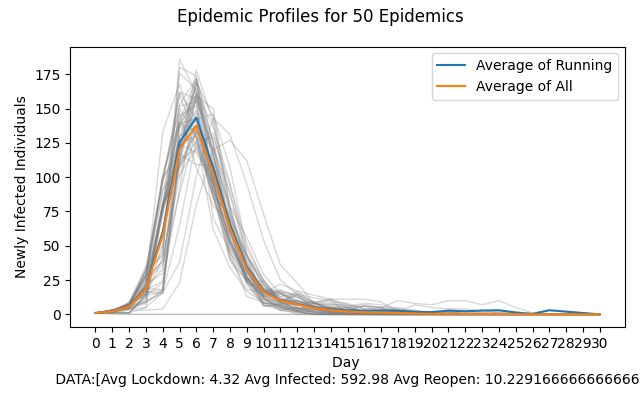 Epidemic Profiles for 50 Epidemics
Average of Running
Average of All
Newly Infected Individuals
175
150
125
100
75
50
25
0
0 1 2 3 4 5 6 7 8 9 10 11 12 13 14 15 16 17 18 19 20 21 22 23 24 25 26 27 28 29 30
Day
DATA:[Avg Lockdown: 4.32 Avg Infected: 592.98 Avg Reopen: 10.229166666666666